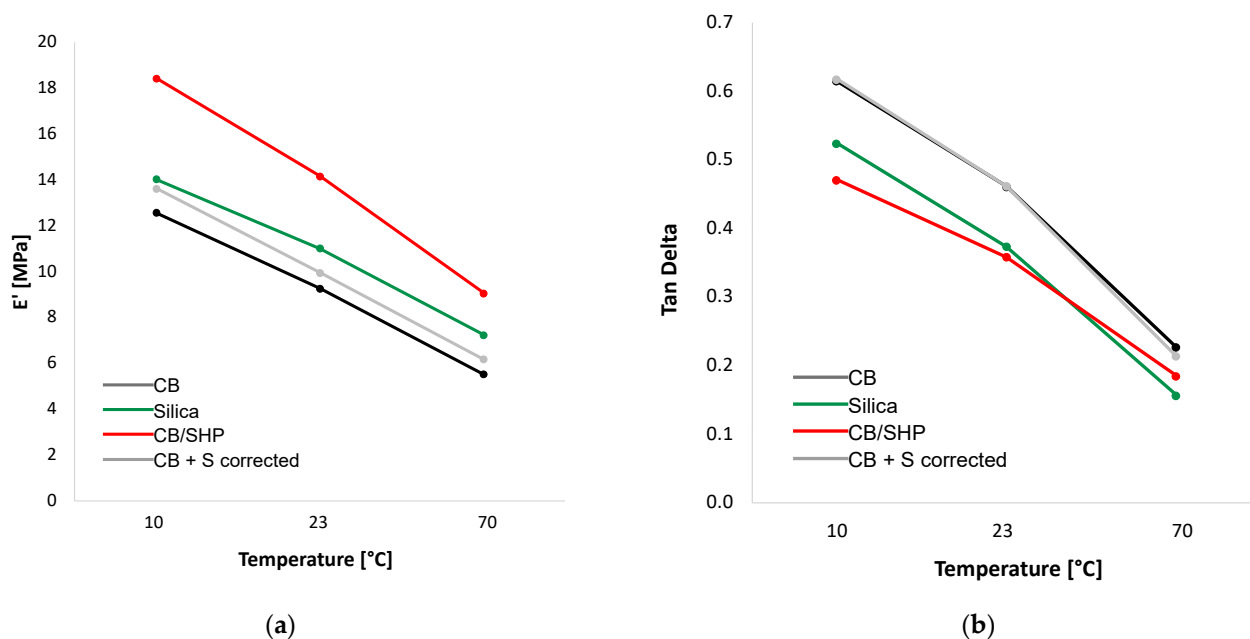 20
18
16
14
12
10
8
6
4
2
0
E' [MPa]
CB
Silica
CB/SHP
CB + S corrected
10 23 70
Temperature [°C]
(a)
0.7
0.6
0.5
0.4
0.3
0.2
0.1
0.0
Tan Delta
CB
Silica
CB/SHP
CB + S corrected
10 23 70
Temperature [°C]
(b)